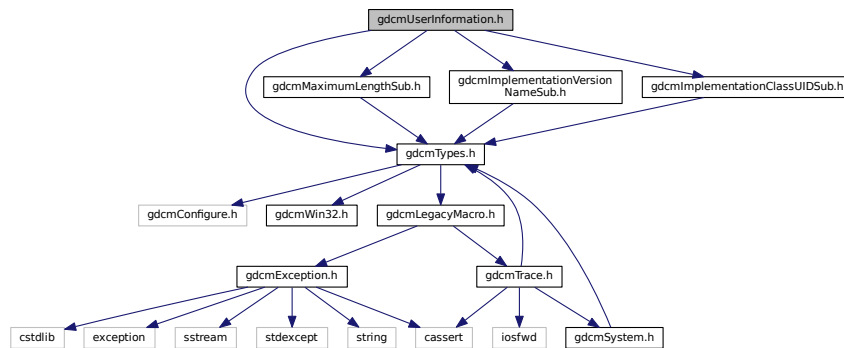 gdcmUserInformation.h
gdcmMaximumLengthSub.h
gdcmImplementationVersion
NameSub.h
gdcmImplementationClassUIDSub.h
gdcmTypes.h
gdcmConfigure.h
gdcmWin32.h
gdcmLegacyMacro.h
gdcmException.h
gdcmTrace.h
cstdlib
exception
sstream
stdexcept
string
cassert
iosfwd
gdcmSystem.h